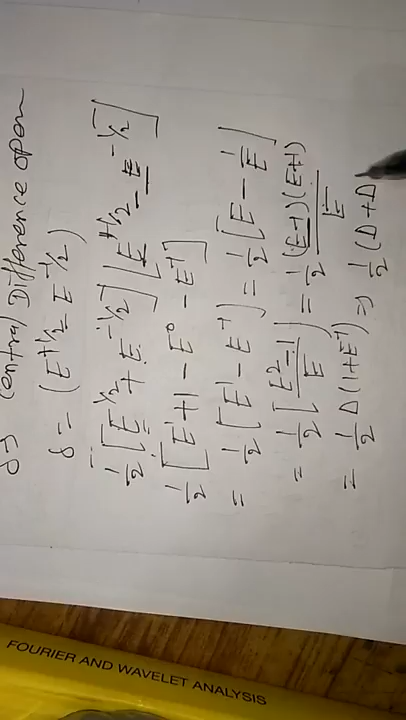 δ → Central Difference open
δ = (E^{+1/2} - E^{-1/2})
1/2 [E^{1/2} + E^{-1/2}] [E^{+1/2} - E^{-1/2}]
1/2 [E^1 + 1 - E^0 - E^{-1}]
= 1/2 [E^1 - E^{-1}] = 1/2 [E - 1/E]
= 1/2 [E^2 - 1 / E] = 1/2 (E-1)(E+1) / E
= 1/2 Δ(1+E^{-1}) ⇒ 1/2 (Δ+Δ
FOURIER AND WAVELET ANALYSIS